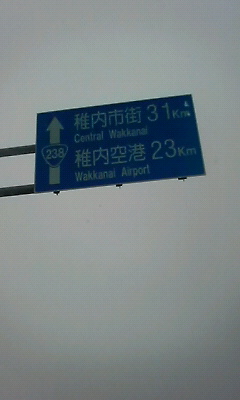 稚内市街 31Km
Central Wakkanai
238
稚内空港 23Km
Wakkanai Airport